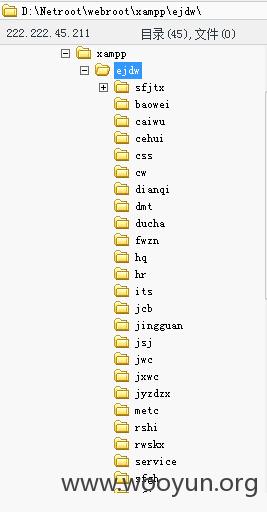 D:\Netroot\webroot\xampp\ejdw\
222.222.45.211 目录(45),文件(0)
xampp
ejdw
sfjtx
baowei
caiwu
cehui
css
cw
dianqi
dmt
ducha
fwzn
hq
hr
its
jcb
jingguan
jsj
jwc
jxwc
jyzdzx
metc
rshi
rwskx
service
sfgh
www.wooyun.org